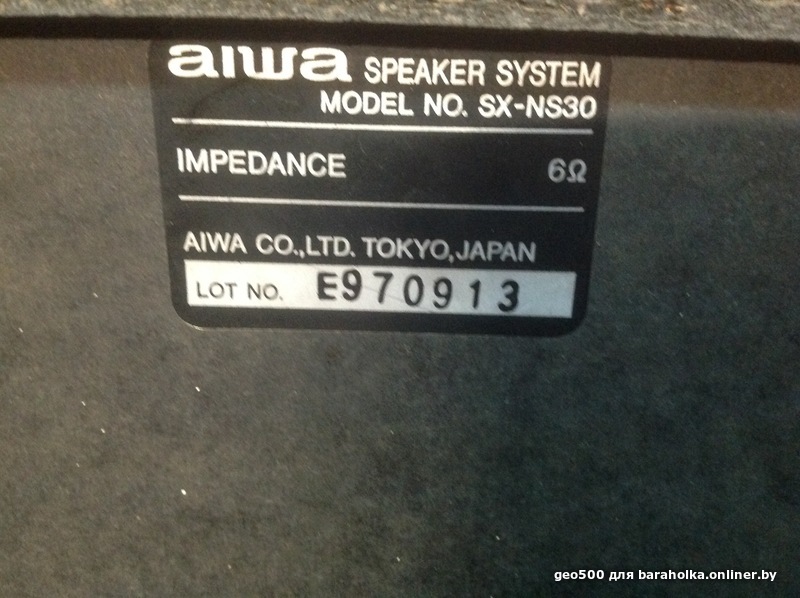 aiwa SPEAKER SYSTEM
MODEL NO. SX-NS30
IMPEDANCE 6Ω
AIWA CO.,LTD. TOKYO,JAPAN
LOT NO. E970913
geo500 для baraholka.onliner.by